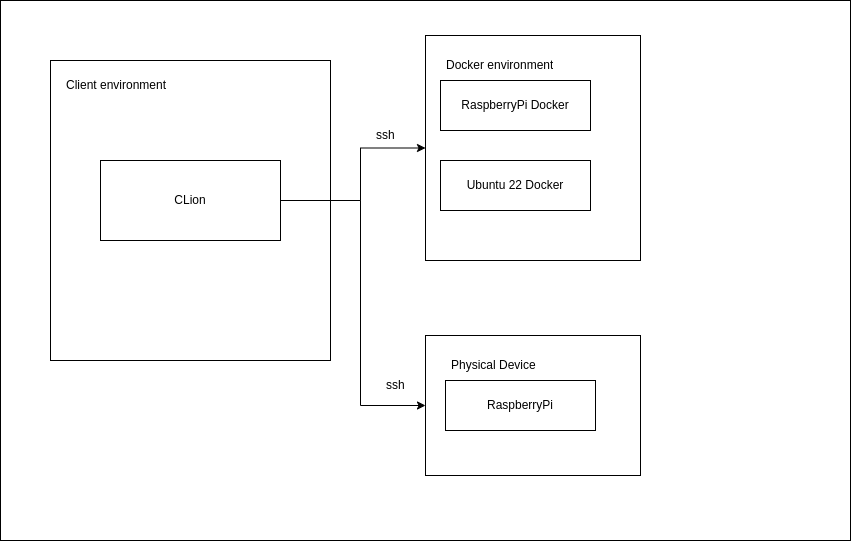 Client environment
CLion
ssh
Docker environment
RaspberryPi Docker
Ubuntu 22 Docker
ssh
Physical Device
RaspberryPi